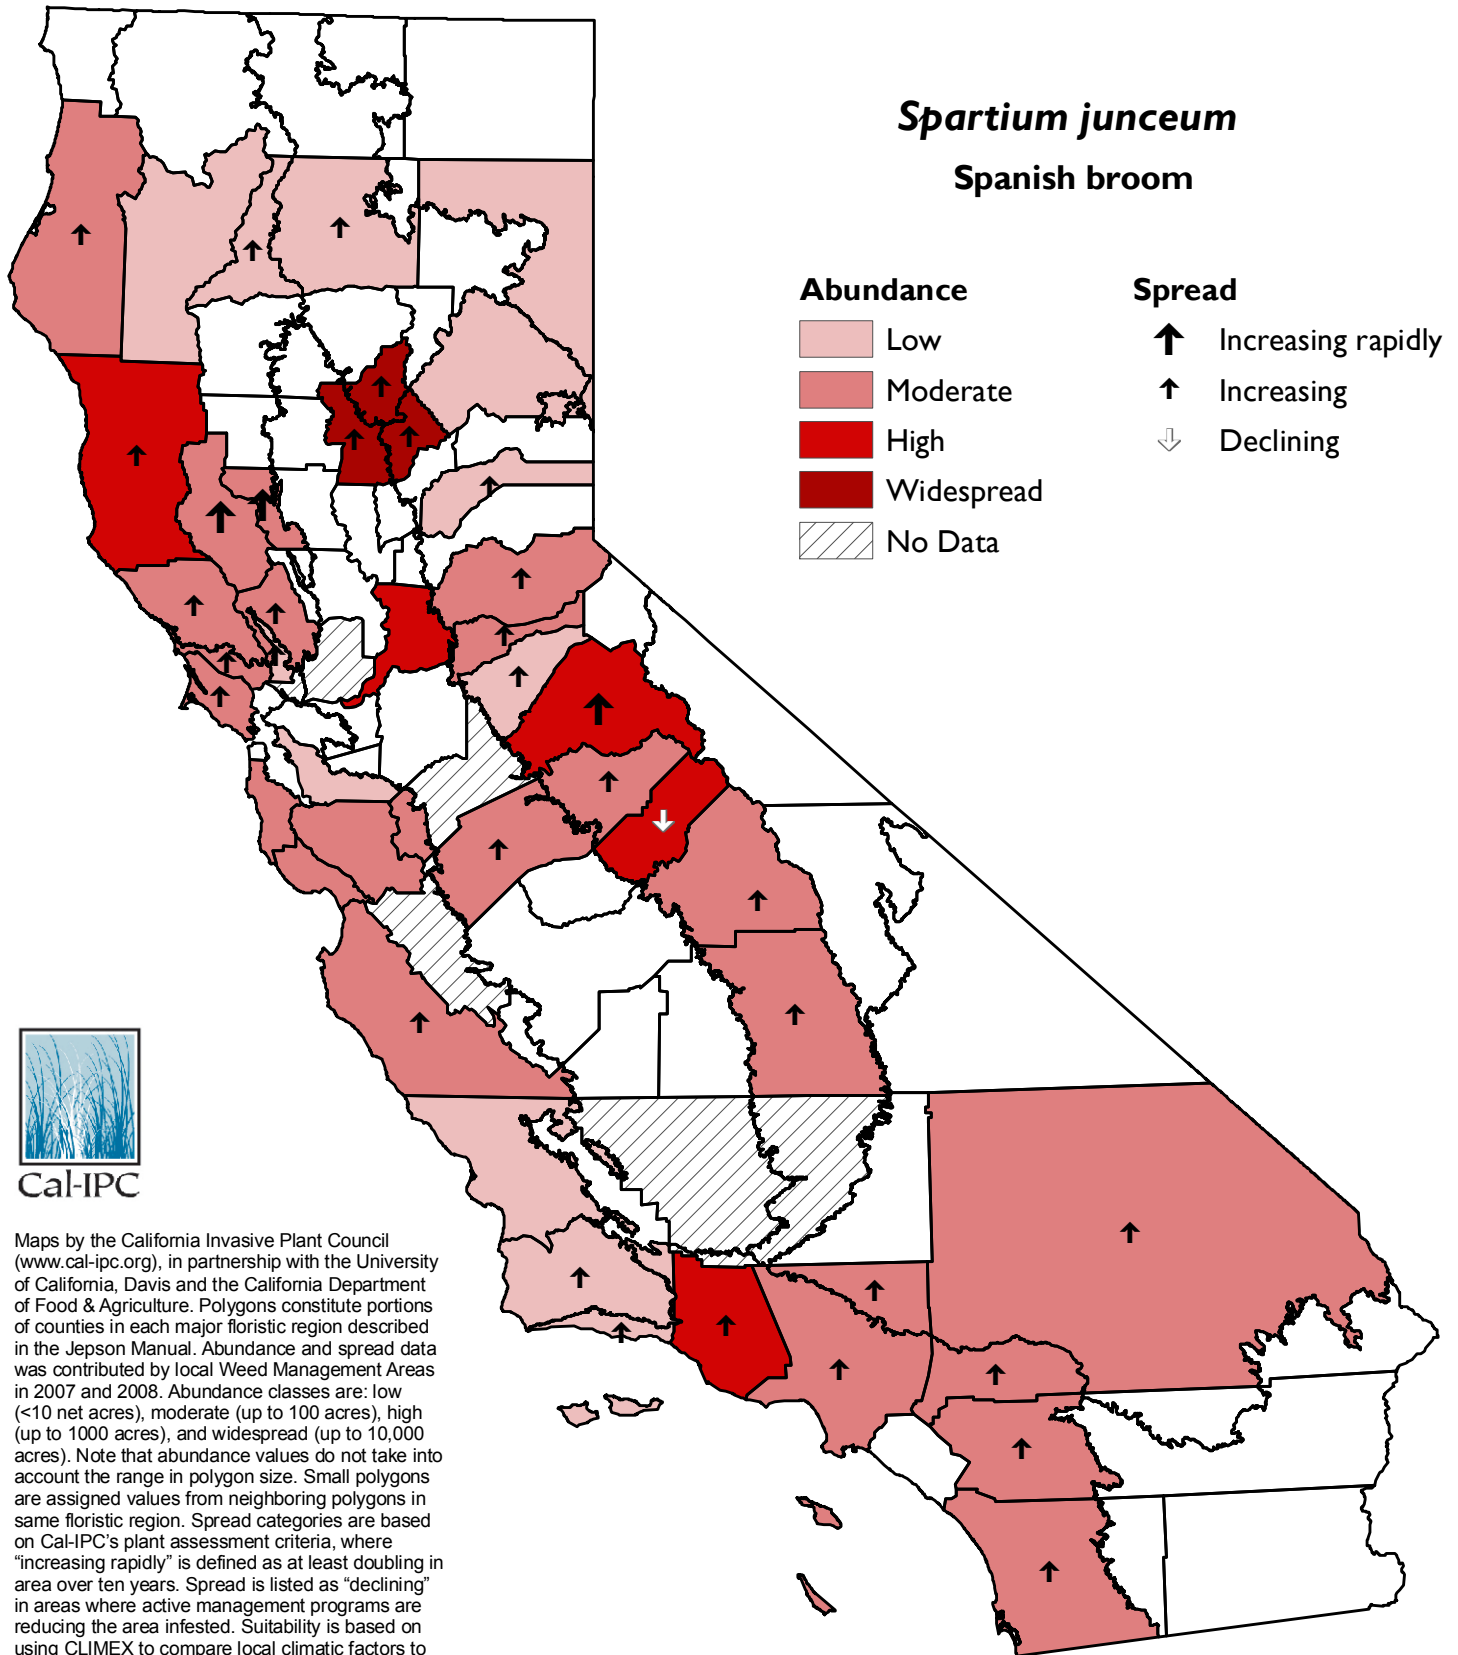 Spartium junceum
Spanish broom
Abundance
Low
Moderate
High
Widespread
No Data
Spread
Increasing rapidly
Increasing
Declining
Cal-IPC
Maps by the California Invasive Plant Council
(www.cal-ipc.org), in partnership with the University
of California, Davis and the California Department
of Food & Agriculture. Polygons constitute portions
of counties in each major floristic region described
in the Jepson Manual. Abundance and spread data
was contributed by local Weed Management Areas
in 2007 and 2008. Abundance classes are: low
(<10 net acres), moderate (up to 100 acres), high
(up to 1000 acres), and widespread (up to 10,000
acres). Note that abundance values do not take into
account the range in polygon size. Small polygons
are assigned values from neighboring polygons in
same floristic region. Spread categories are based
on Cal-IPC's plant assessment criteria, where
“increasing rapidly” is defined as at least doubling in
area over ten years. Spread is listed as “declining”
in areas where active management programs are
reducing the area infested. Suitability is based on
using CLIMEX to compare local climatic factors to